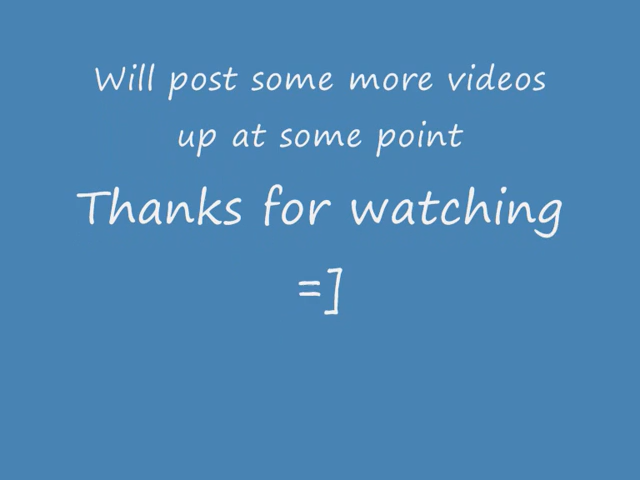 Will post some more videos
up at some point
Thanks for watching
=]